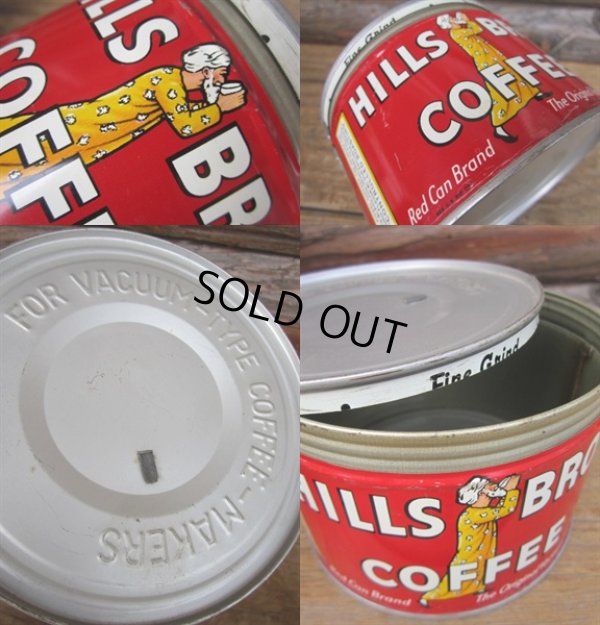 HILLS BR
COFFE
Fine Grind
HILLS BR
COFFEE
The Original
Red Can Brand
FOR VACUUM-TYPE COFFEE-MAKERS
SOLD OUT
Fine Grind
HILLS BRO
COFFEE
Red Can Brand
The Original